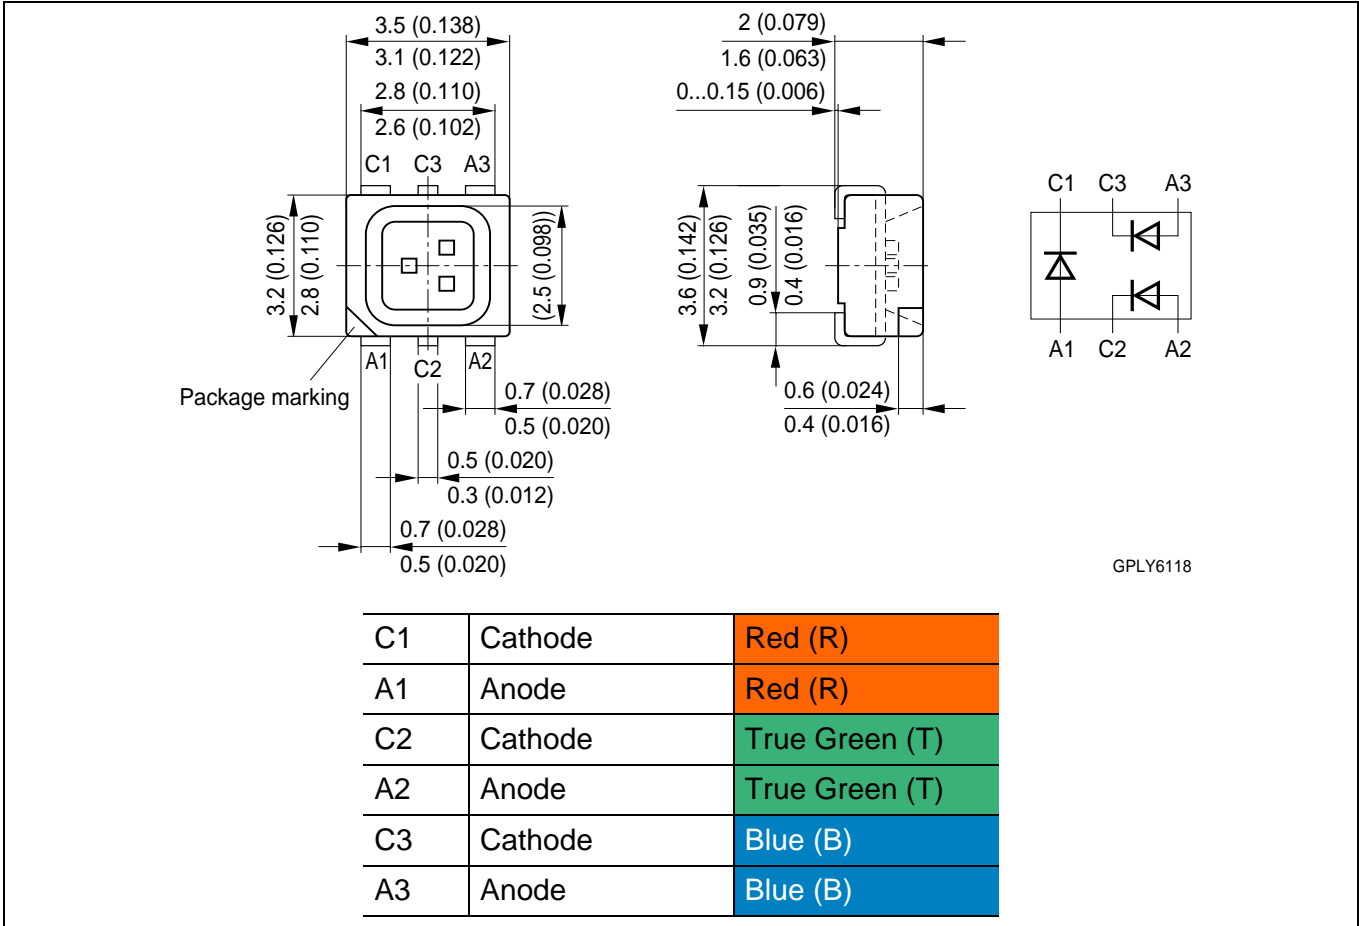 3.5 (0.138)
3.1 (0.122)
2.8 (0.110)
2.6 (0.102)
C1 C3 A3
3.2 (0.126)
2.8 (0.110)
(2.5 (0.098))
A1 C2 A2
Package marking
0.7 (0.028)
0.5 (0.020)
0.5 (0.020)
0.3 (0.012)
0.7 (0.028)
0.5 (0.020)
2 (0.079)
1.6 (0.063)
0...0.15 (0.006)
3.6 (0.142)
3.2 (0.126)
0.9 (0.035)
0.4 (0.016)
0.6 (0.024)
0.4 (0.016)
C1 C3 A3
A1 C2 A2
GPLY6118
C1 Cathode Red (R)
A1 Anode Red (R)
C2 Cathode True Green (T)
A2 Anode True Green (T)
C3 Cathode Blue (B)
A3 Anode Blue (B)